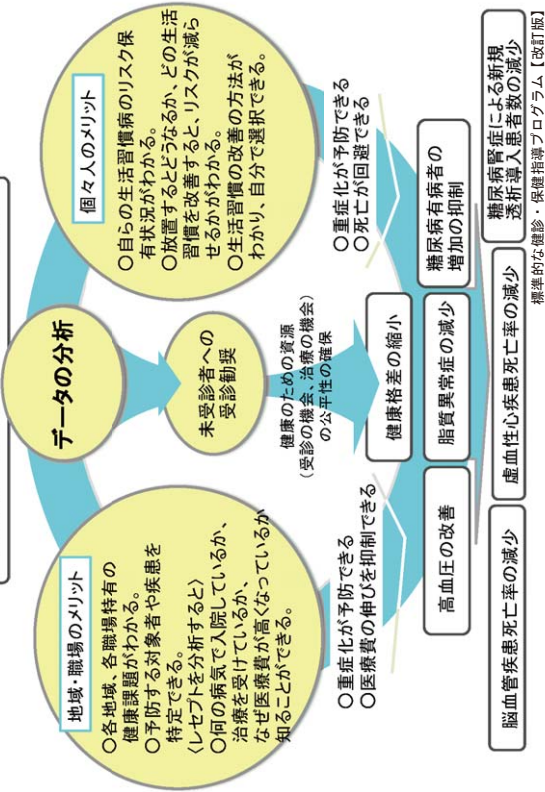 データの分析
地域・職場のメリット
○各地域、各職場特有の
健康課題がわかる。
○予防する対象者や疾患を
特定できる。
〈レセプトを分析すると〉
○何の病気で入院しているか、
治療を受けているか、
なぜ医療費が高くなっているか
知ることができる。
未受診者への
受診勧奨
個々人のメリット
○自らの生活習慣病のリスク保
有状況がわかる。
○放置するとどうなるか、どの生活
習慣を改善すると、リスクが減ら
せるかがわかる。
○生活習慣の改善の方法が
わかり、自分で選択できる。
○重症化が予防できる
○医療費の伸びを抑制できる
健康のための資源
(受診の機会、治療の機会)
の公平性の確保
○重症化が予防できる
○死亡が回避できる
健康格差の縮小
高血圧の改善
脂質異常症の減少
糖尿病有病者の
増加の抑制
脳血管疾患死亡率の減少
虚血性心疾患死亡率の減少
糖尿病腎症による新規
透析導入患者数の減少
標準的な健診・保健指導プログラム【改訂版】